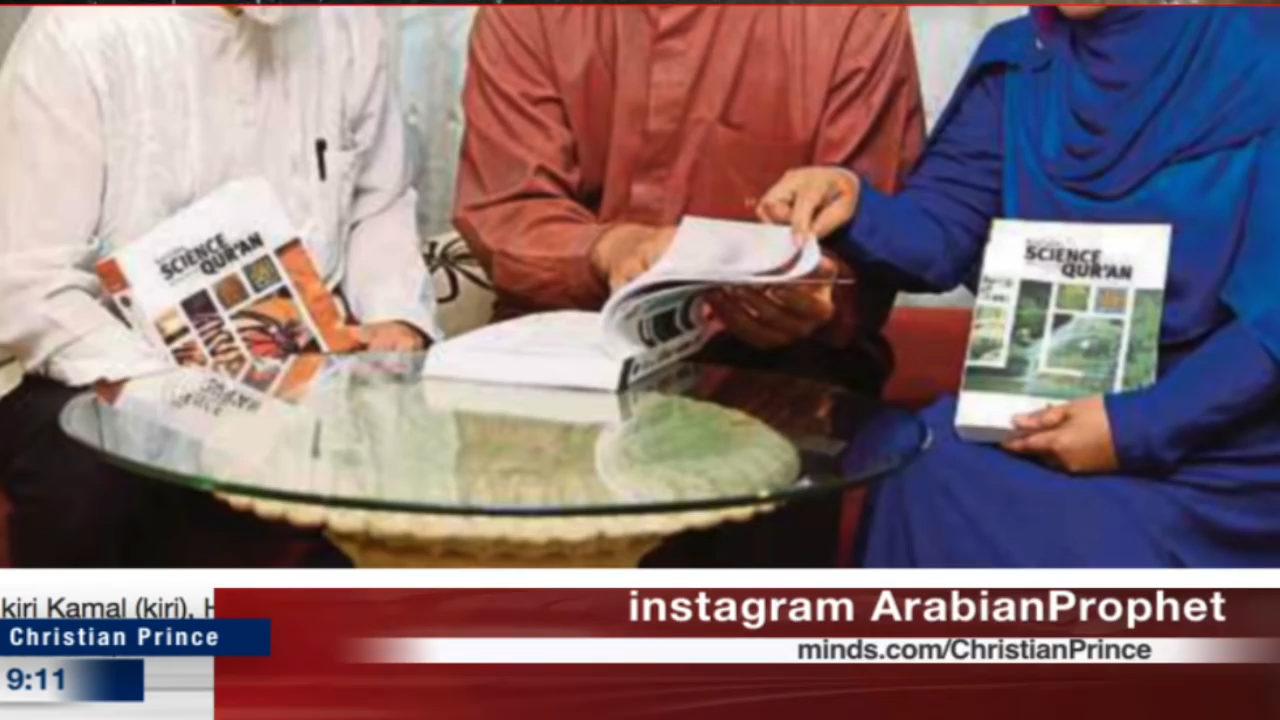 SCIENCE
QUR'AN
SCIENCE
QUR'AN
kiri Kamal (kiri), H
Christian Prince
9:11
instagram ArabianProphet
minds.com/ChristianPrince